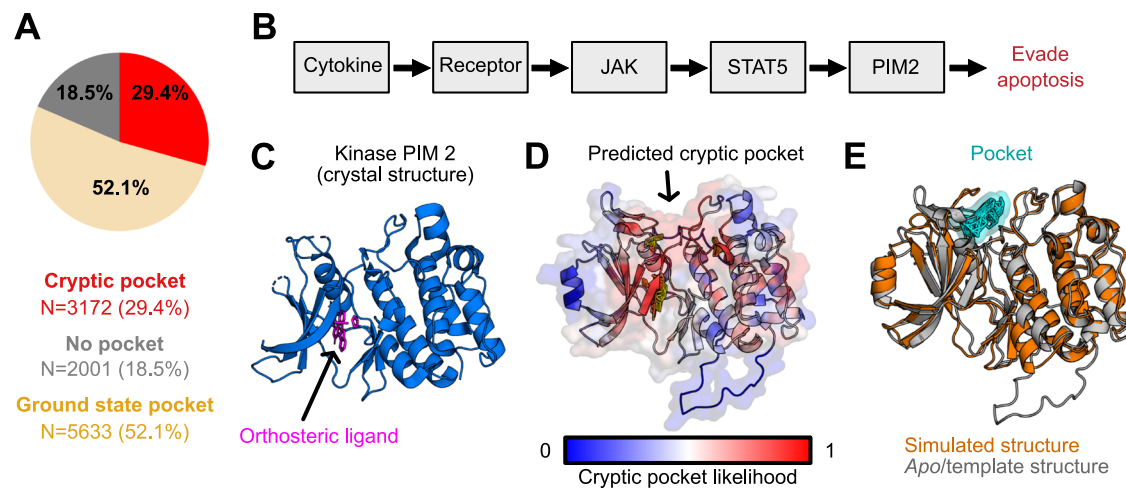 A
29.4%
18.5%
52.1%
Cryptic pocket
N=3172 (29.4%)
No pocket
N=2001 (18.5%)
Ground state pocket
N=5633 (52.1%)
B
Cytokine
Receptor
JAK
STAT5
PIM2
Evade
apoptosis
C
Kinase PIM 2
(crystal structure)
Orthosteric ligand
D
Predicted cryptic pocket
0
1
Cryptic pocket likelihood
E
Pocket
Simulated structure
Apo/template structure